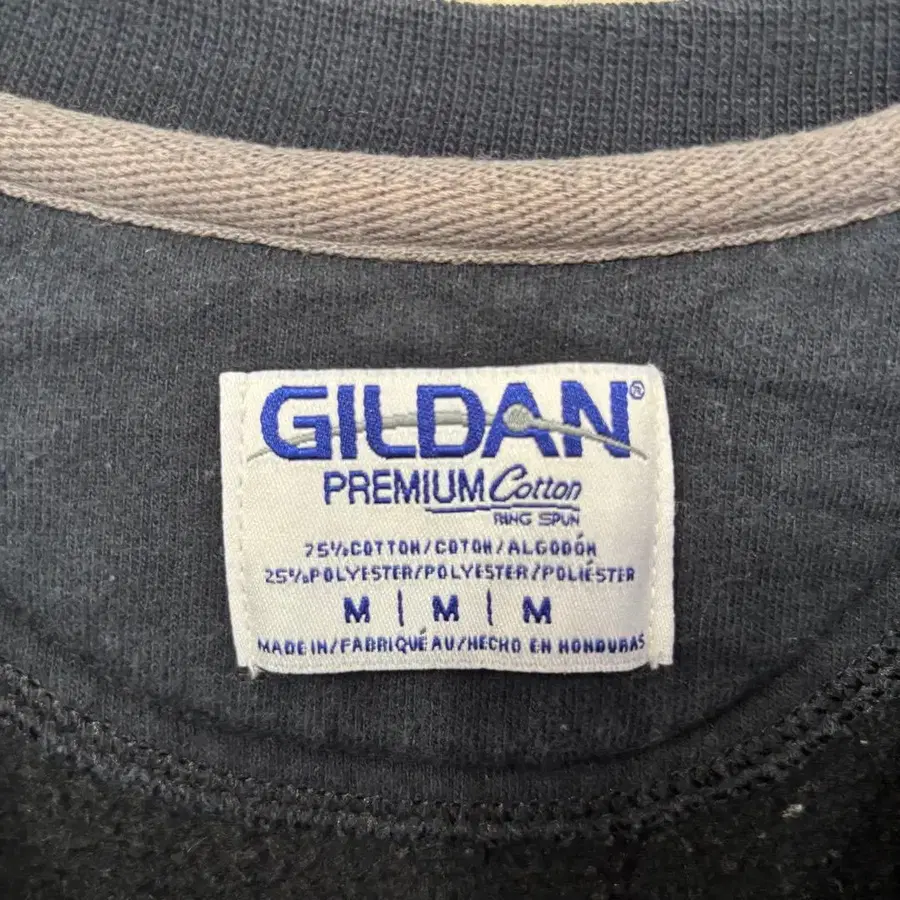 GILDAN®
PREMIUM Cotton
RING SPUN
75% COTTON/COTON/ALGODÓN
25% POLYESTER/POLYESTER/POLIÉSTER
M | M | M
MADE IN/FABRIQUÉ AU/HECHO EN HONDURAS